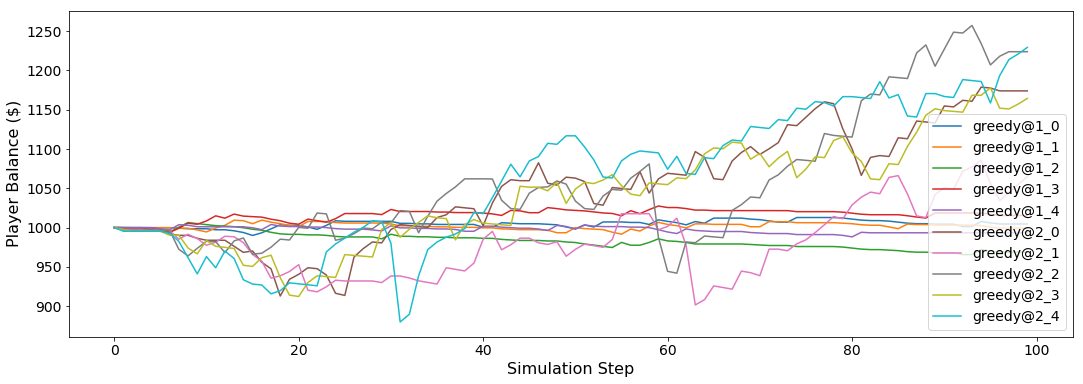 1250
1200
1150
1100
1050
1000
950
900
Player Balance ($)
0
20
40
60
80
100
Simulation Step
greedy@1_0
greedy@1_1
greedy@1_2
greedy@1_3
greedy@1_4
greedy@2_0
greedy@2_1
greedy@2_2
greedy@2_3
greedy@2_4